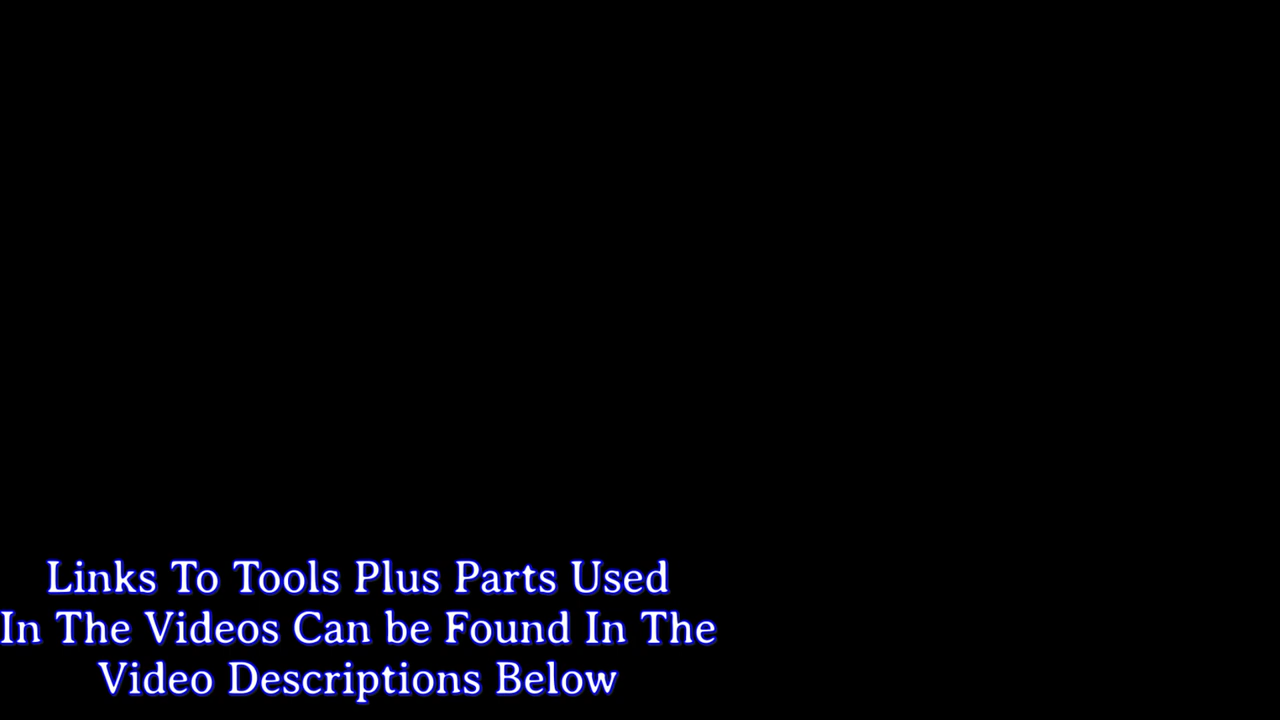 Links To Tools Plus Parts Used
In The Videos Can be Found In The
Video Descriptions Below